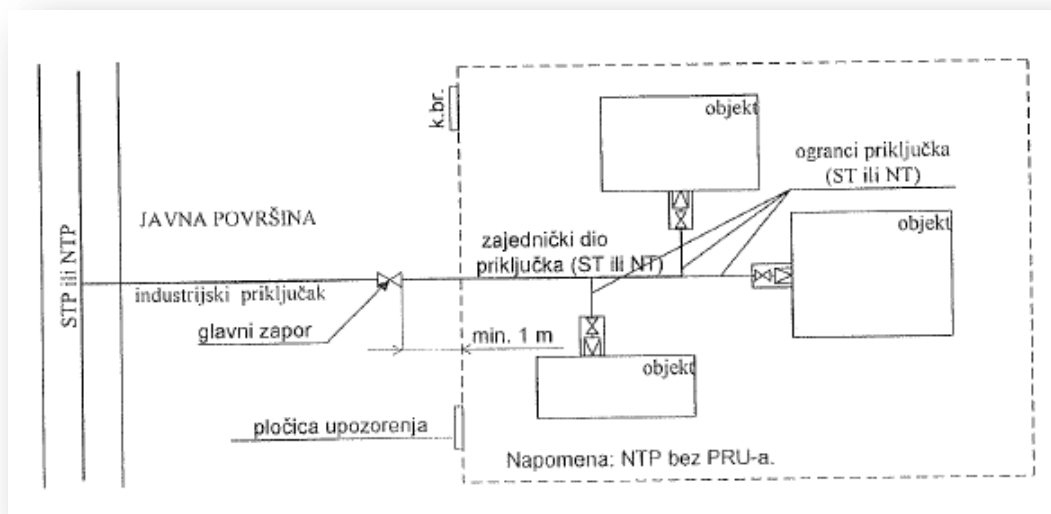 k.br.
objekt
ogranci priključka
(ST ili NT)
JAVNA POVRŠINA
objekt
zajednički dio
priključka (ST ili NT)
STP ili NTP
industrijski priključak
glavni zapor
min. 1 m
objekt
pločica upozorenja
Napomena: NTP bez PRU-a.